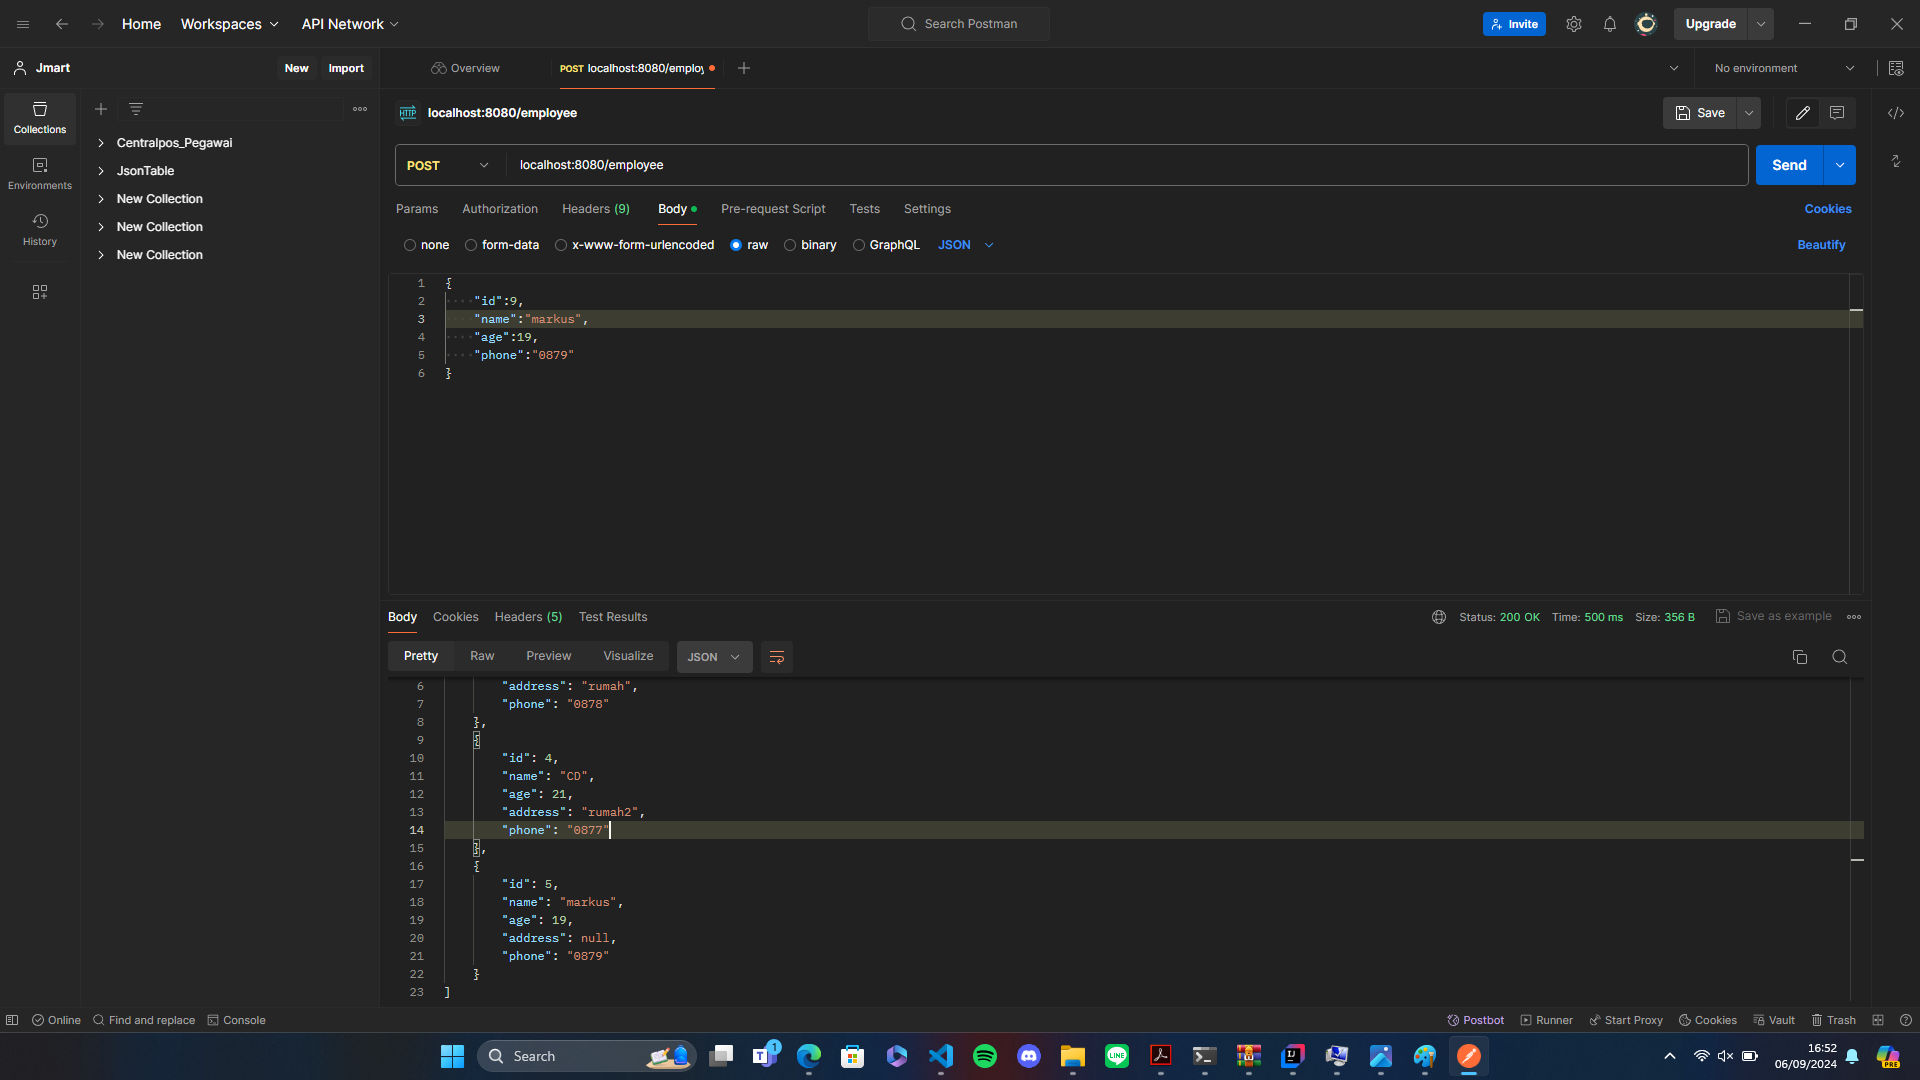 Home Workspaces API Network Search Postman Invite Upgrade
Jmart New Import Overview POST localhost:8080/emplo No environment
Collections
Environments
History
Centralpos_Pegawai
JsonTable
New Collection
New Collection
New Collection
HTTP localhost:8080/employee Save
POST localhost:8080/employee Send
Params Authorization Headers (9) Body Pre-request Script Tests Settings Cookies
none form-data x-www-form-urlencoded raw binary GraphQL JSON Beautify
1 {
2 "id":9,
3 "name":"markus",
4 "age":19,
5 "phone":"0879"
6 }
Body Cookies Headers (5) Test Results Status: 200 OK Time: 500 ms Size: 356 B Save as example
Pretty Raw Preview Visualize JSON
6 "address": "rumah",
7 "phone": "0878"
8 },
9 {
10 "id": 4,
11 "name": "CD",
12 "age": 21,
13 "address": "rumah2",
14 "phone": "0877"
15 },
16 {
17 "id": 5,
18 "name": "markus",
19 "age": 19,
20 "address": null,
21 "phone": "0879"
22 }
23 ]
Online Find and replace Console Postbot Runner Start Proxy Cookies Vault Trash
Search 1 LINE IJ PRE
16:52
06/09/2024